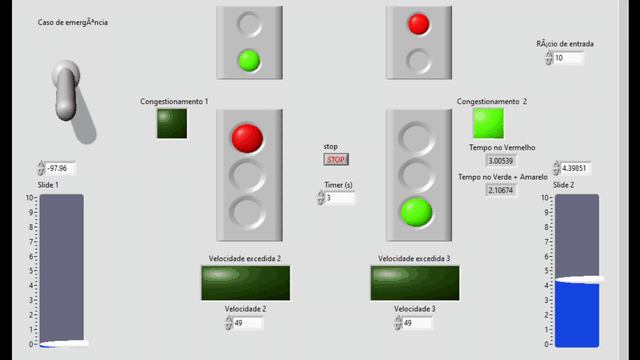 Caso de emergÃªncia
RÃ¡cio de entrada
10
Congestionamento 1
Congestionamento 2
stop
STOP
Tempo no Vermelho
3.00539
-97.96
4.39851
Tempo no Verde + Amarelo
2.10674
Slide 1
Timer (s)
3
Slide 2
10
9
8
7
6
5
4
3
2
1
0
10
9
8
7
6
5
4
3
2
1
0
Velocidade excedida 2
Velocidade excedida 3
Velocidade 2
49
Velocidade 3
49